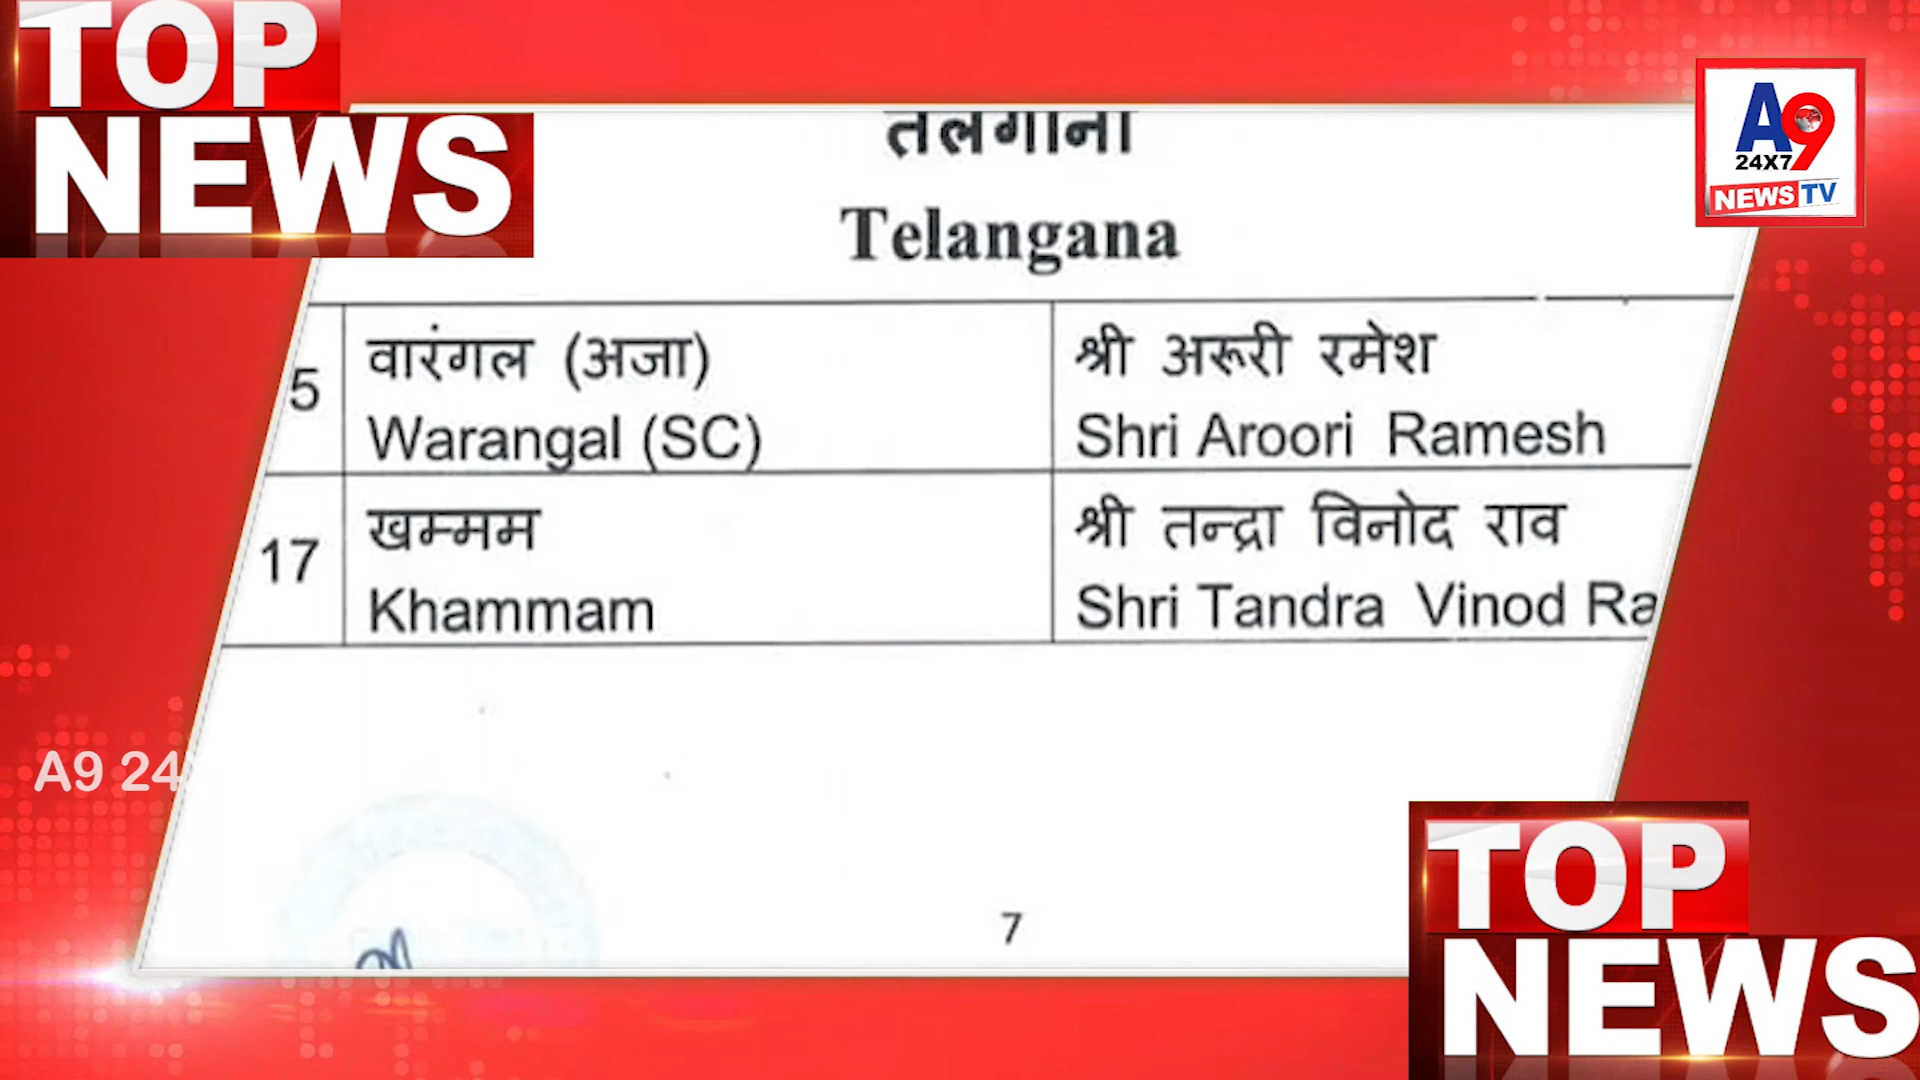 TOP
NEWS
A9
24X7
NEWS TV
Telangana
5
वारंगल (अजा)
Warangal (SC)
श्री अरूरी रमेश
Shri Aroori Ramesh
17
खम्मम
Khammam
श्री तन्द्रा विनोद राव
Shri Tandra Vinod Ra
A9 24
7
TOP
NEWS